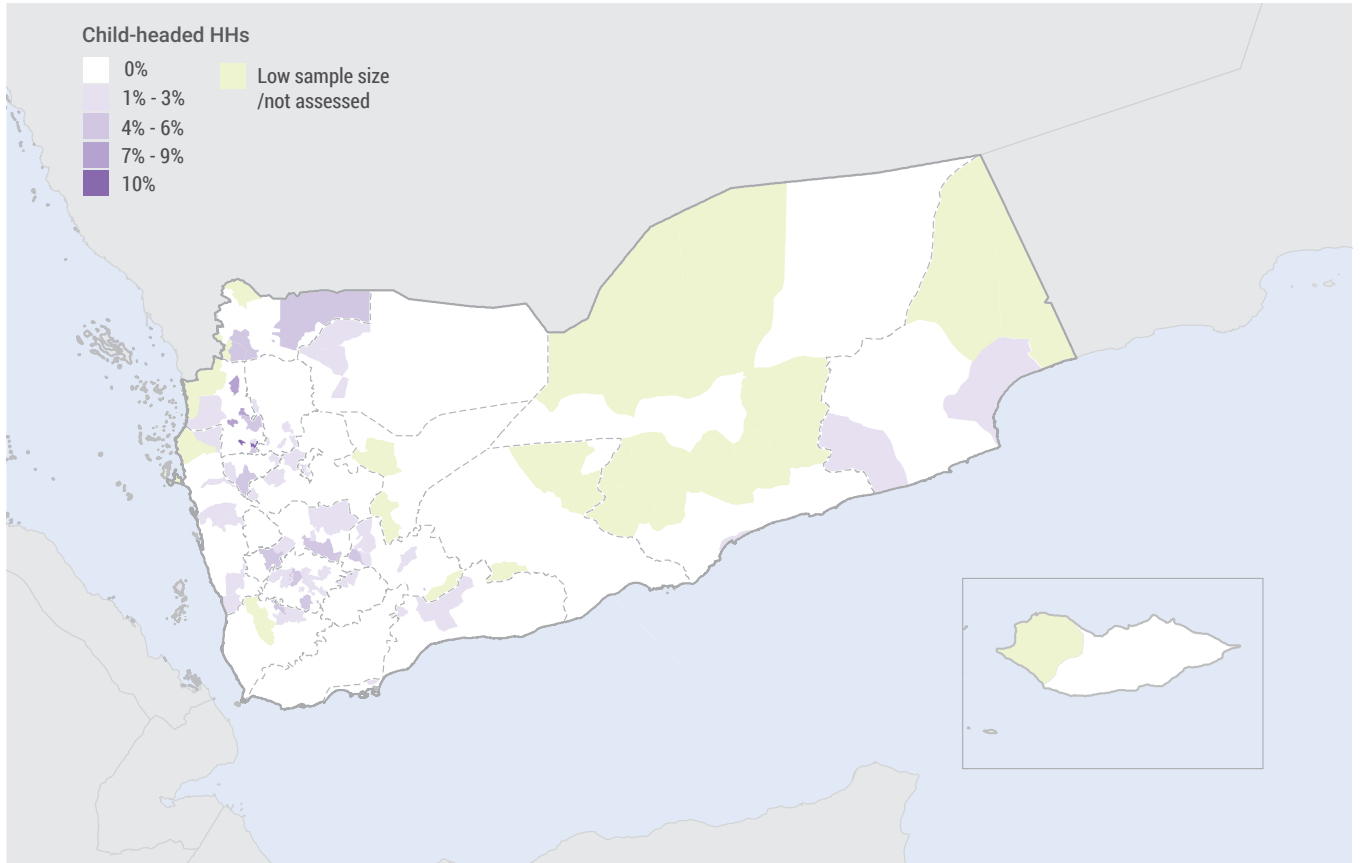 Child-headed HHs
0%
1% - 3%
4% - 6%
7% - 9%
10%
Low sample size
/not assessed